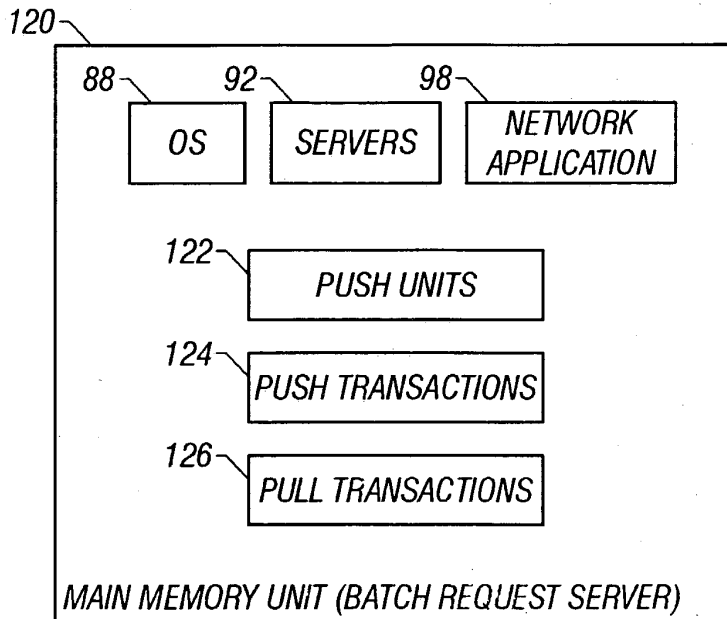 120
88
92
98
OS
SERVERS
NETWORK
APPLICATION
122
PUSH UNITS
124
PUSH TRANSACTIONS
126
PULL TRANSACTIONS
MAIN MEMORY UNIT (BATCH REQUEST SERVER)